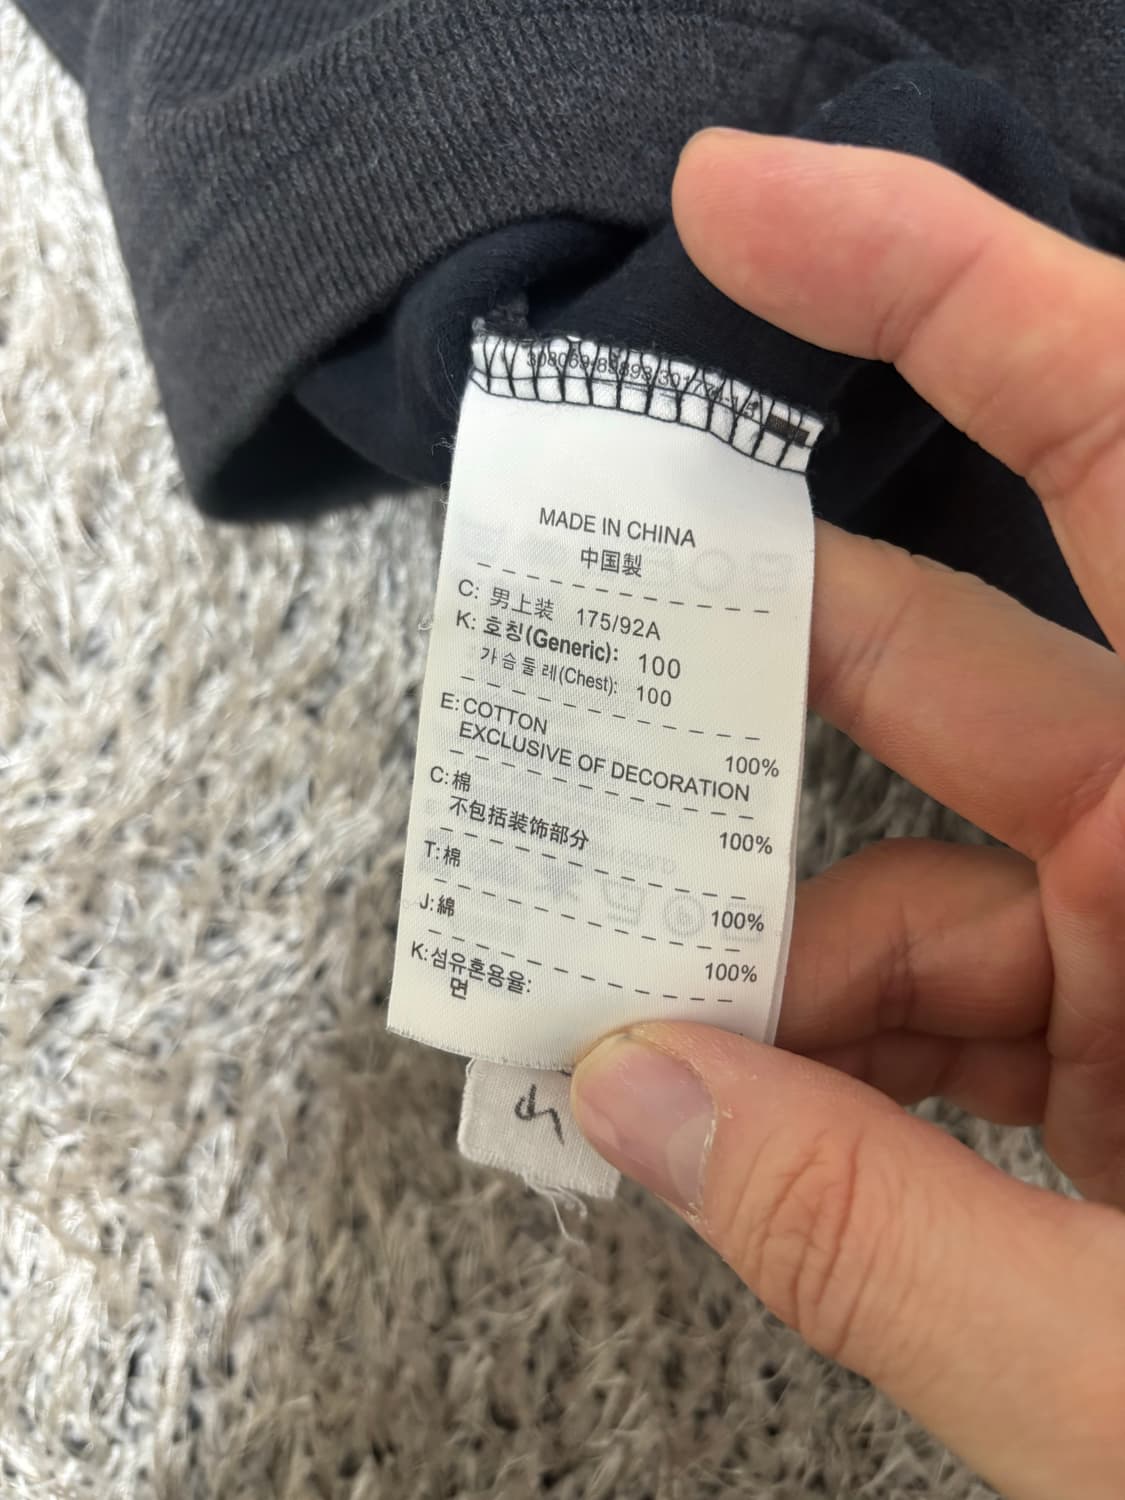 MADE IN CHINA
中国製
C: 男上装 175/92A
K: 호칭(Generic): 100
가슴둘레(Chest): 100
E: COTTON 100%
EXCLUSIVE OF DECORATION
C: 棉 100%
不包括装饰部分
T: 棉 100%
J: 綿 100%
K: 섬유혼용율:
면